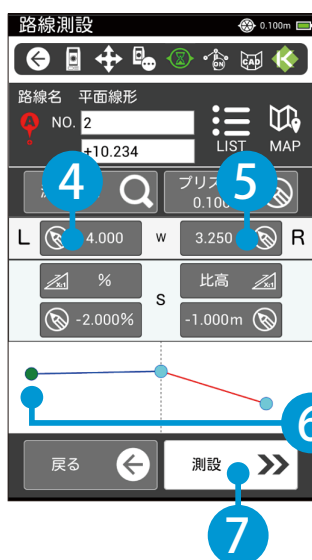 路線測設 0.100m
ON CAD
路線名 平面線形
NO. 2
+10.234
LIST MAP
4 5
プリズ
0.100
L 4.000 W 3.250 R
% S 比高
-2.000% -1.000m
6
戻る 測設
7